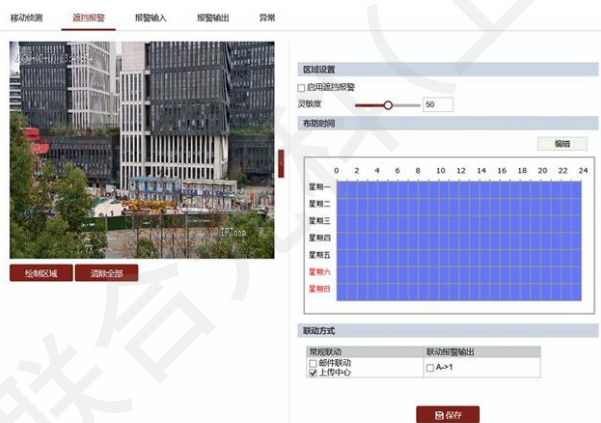 移动侦测 遮挡报警 报警输入 报警输出 异常
区域设置
启用遮挡报警
灵敏度 50
布防时间
编辑
0 2 4 6 8 10 12 14 16 18 20 22 24
星期一
星期二
星期三
星期四
星期五
星期六
星期日
绘制区域 清除全部
联动方式
常规联动 联动报警输出
邮件联动
上传中心
A->1
保存